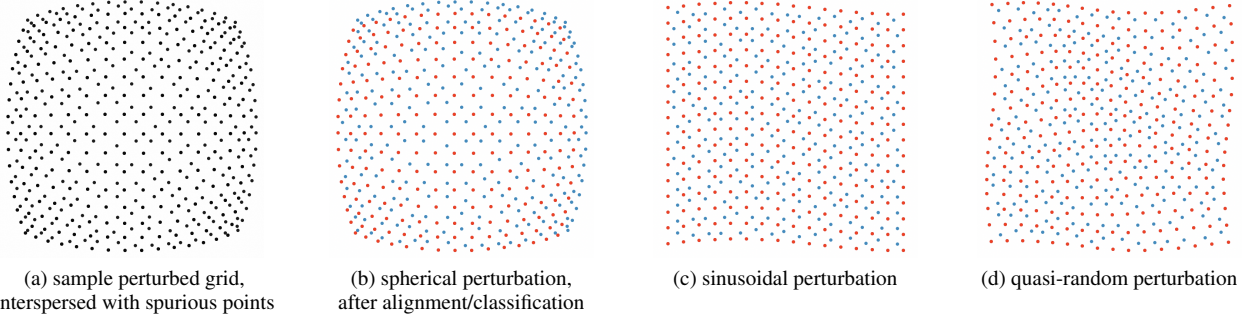 (a) sample perturbed grid,
nterspersed with spurious points
(b) spherical perturbation,
after alignment/classification
(c) sinusoidal perturbation
(d) quasi-random perturbation